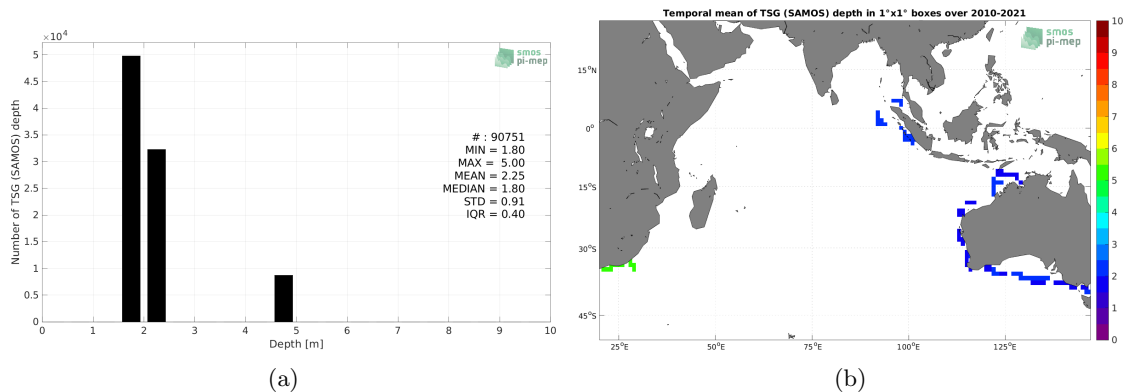 ×10⁴
5
4.5
4
3.5
3
2.5
2
1.5
1
0.5
0
Number of TSG (SAMOS) depth
smos
pi-mep
# : 90751
MIN = 1.80
MAX = 5.00
MEAN = 2.25
MEDIAN = 1.80
STD = 0.91
IQR = 0.40
0 1 2 3 4 5 6 7 8 9 10
Depth [m]
(a)
Temporal mean of TSG (SAMOS) depth in 1°x1° boxes over 2010-2021
smos
pi-mep
15°N
0°
15°S
30°S
45°S
25°E 50°E 75°E 100°E 125°E
10
9
8
7
6
5
4
3
2
1
0
(b)